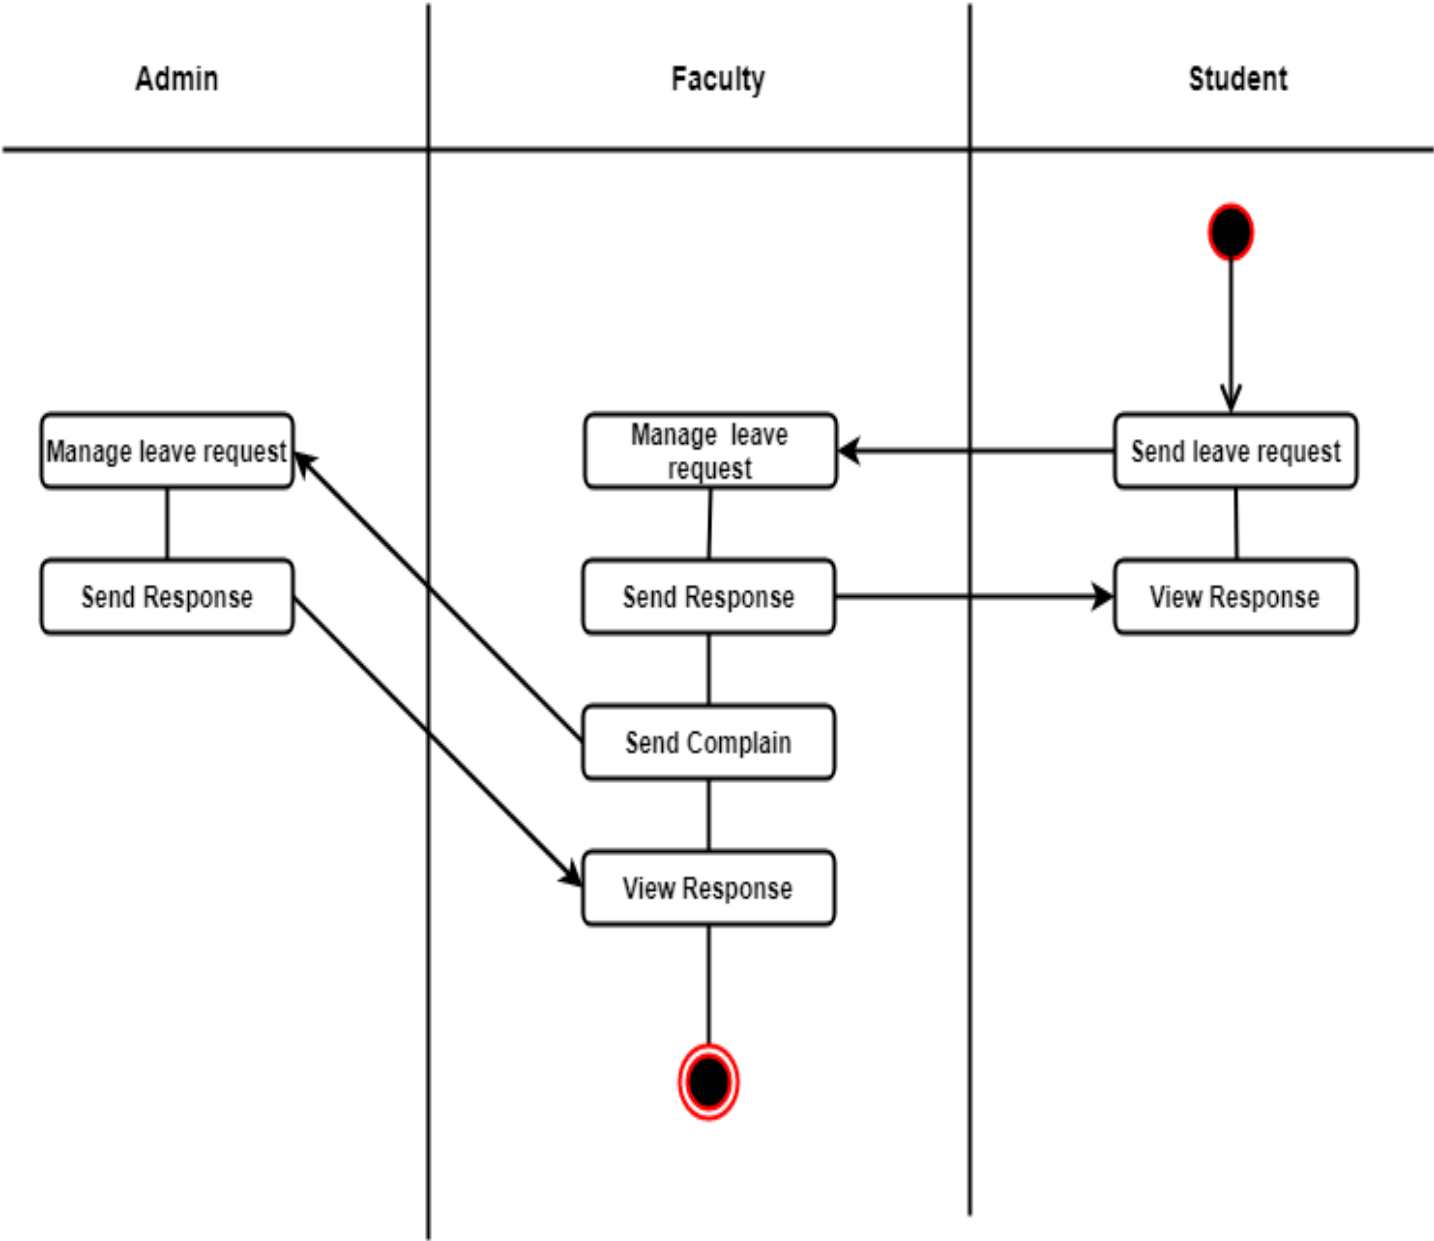 Admin
Faculty
Student
Manage leave request
Manage leave
request
Send leave request
Send Response
Send Response
View Response
Send Complain
View Response